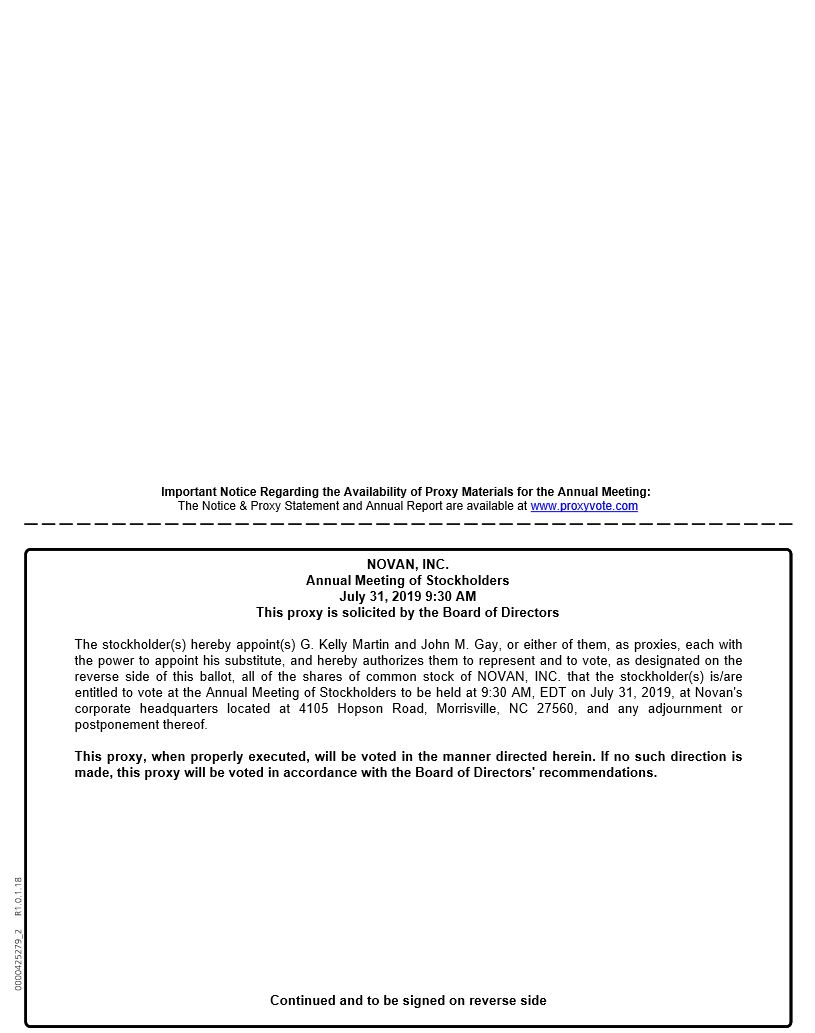 Important Notice Regarding the Availability of Proxy Materials for the Annual Meeting:
The Notice & Proxy Statement and Annual Report are available at www.proxyvote.com
NOVAN, INC.
Annual Meeting of Stockholders
July 31, 2019 9:30 AM
This proxy is solicited by the Board of Directors
The stockholder(s) hereby appoint(s) G. Kelly Martin and John M. Gay, or either of them, as proxies, each with
the power to appoint his substitute, and hereby authorizes them to represent and to vote, as designated on the
reverse side of this ballot, all of the shares of common stock of NOVAN, INC. that the stockholder(s) is/are
entitled to vote at the Annual Meeting of Stockholders to be held at 9:30 AM, EDT on July 31, 2019, at Novan's
corporate headquarters located at 4105 Hopson Road, Morrisville, NC 27560, and any adjournment or
postponement thereof.
This proxy, when properly executed, will be voted in the manner directed herein. If no such direction is
made, this proxy will be voted in accordance with the Board of Directors' recommendations.
0000425279_2 R1.0.1.18
Continued and to be signed on reverse side